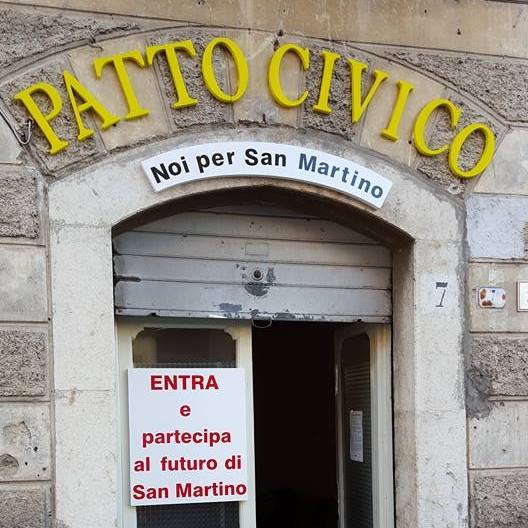 PATTO CIVICO
Noi per San Martino
7
ENTRA
e
partecipa
al futuro di
San Martino